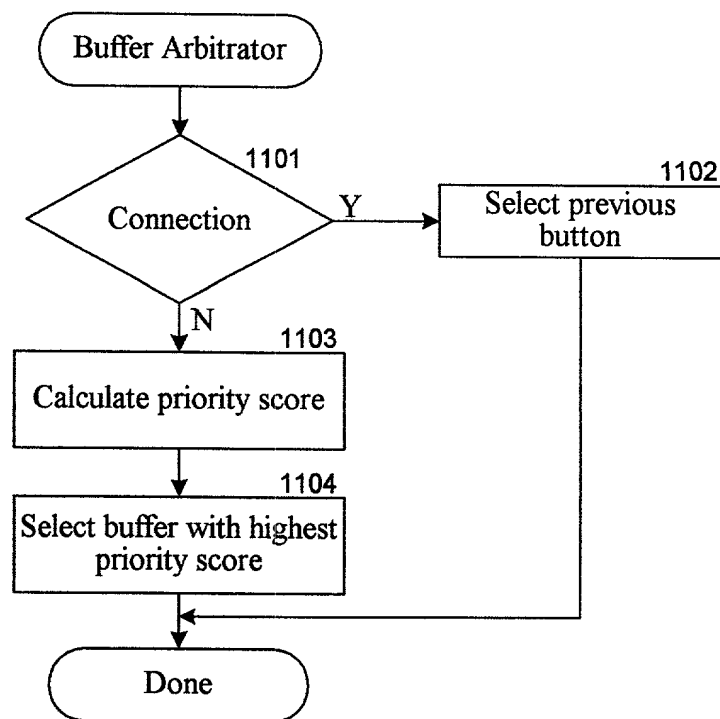 Buffer Arbitrator
1101
Connection
Y
1102
Select previous
button
N
1103
Calculate priority score
1104
Select buffer with highest
priority score
Done